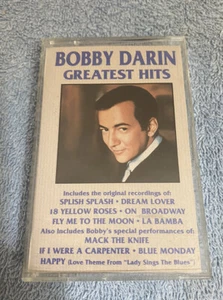 BOBBY DARIN
GREATEST HITS
Includes the original recordings of:
SPLISH SPLASH • DREAM LOVER
18 YELLOW ROSES • ON BROADWAY
FLY ME TO THE MOON • LA BAMBA
Also includes Bobby's special performances of:
MACK THE KNIFE
IF I WERE A CARPENTER • BLUE MONDAY
HAPPY (Love Theme From "Lady Sings The Blues")